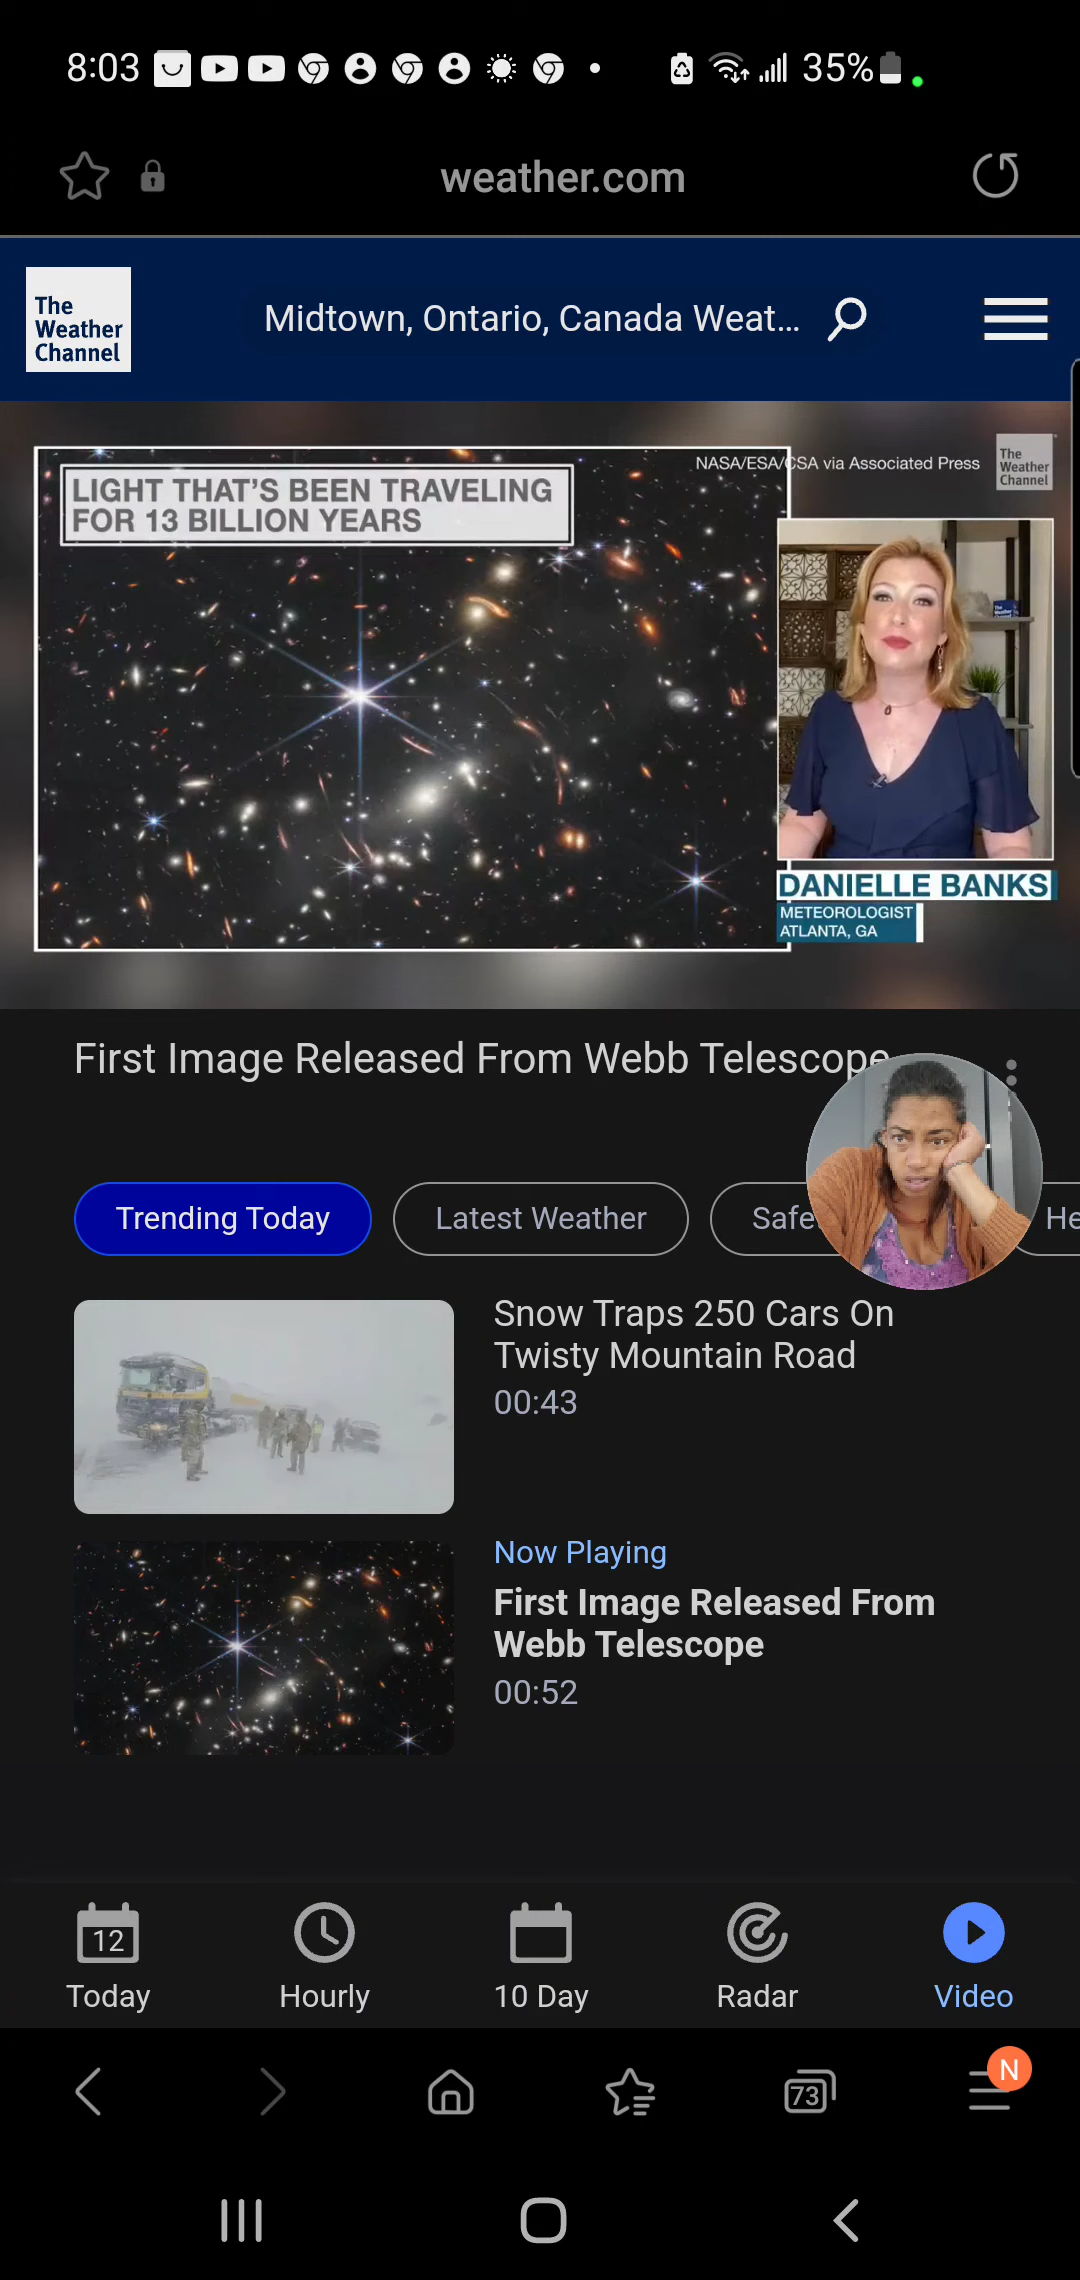 8:03
35%
weather.com
The
Weather
Channel
Midtown, Ontario, Canada Weat...
LIGHT THAT'S BEEN TRAVELING
FOR 13 BILLION YEARS
NASA/ESA/CSA via Associated Press
The
Weather
Channel
DANIELLE BANKS
METEOROLOGIST
ATLANTA, GA
First Image Released From Webb Telescope
Trending Today
Latest Weather
Safe
He
Snow Traps 250 Cars On
Twisty Mountain Road
00:43
Now Playing
First Image Released From
Webb Telescope
00:52
12
Today
Hourly
10 Day
Radar
Video
73
N